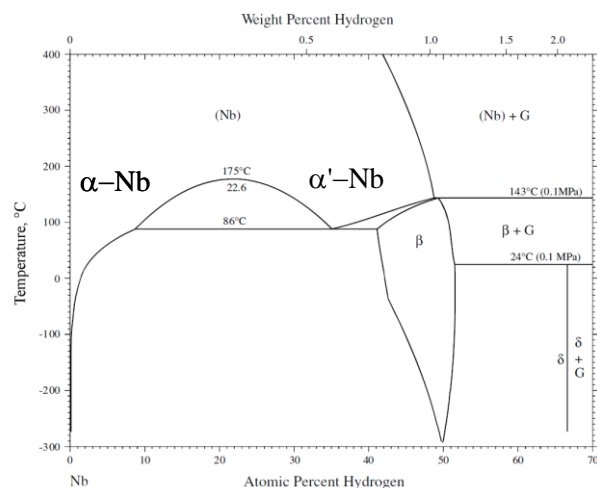 Weight Percent Hydrogen
0 0.1 0.5 1.0 1.5 2.0
400
300
200
100
0
-100
-200
-300
Temperature, °C
(Nb)
(Nb) + G
α–Nb
α'–Nb
175°C
22.6
86°C
143°C (0.1MPa)
β
β + G
24°C (0.1 MPa)
δ
δ
+
G
0 10 20 30 40 50 60 70
Nb
Atomic Percent Hydrogen